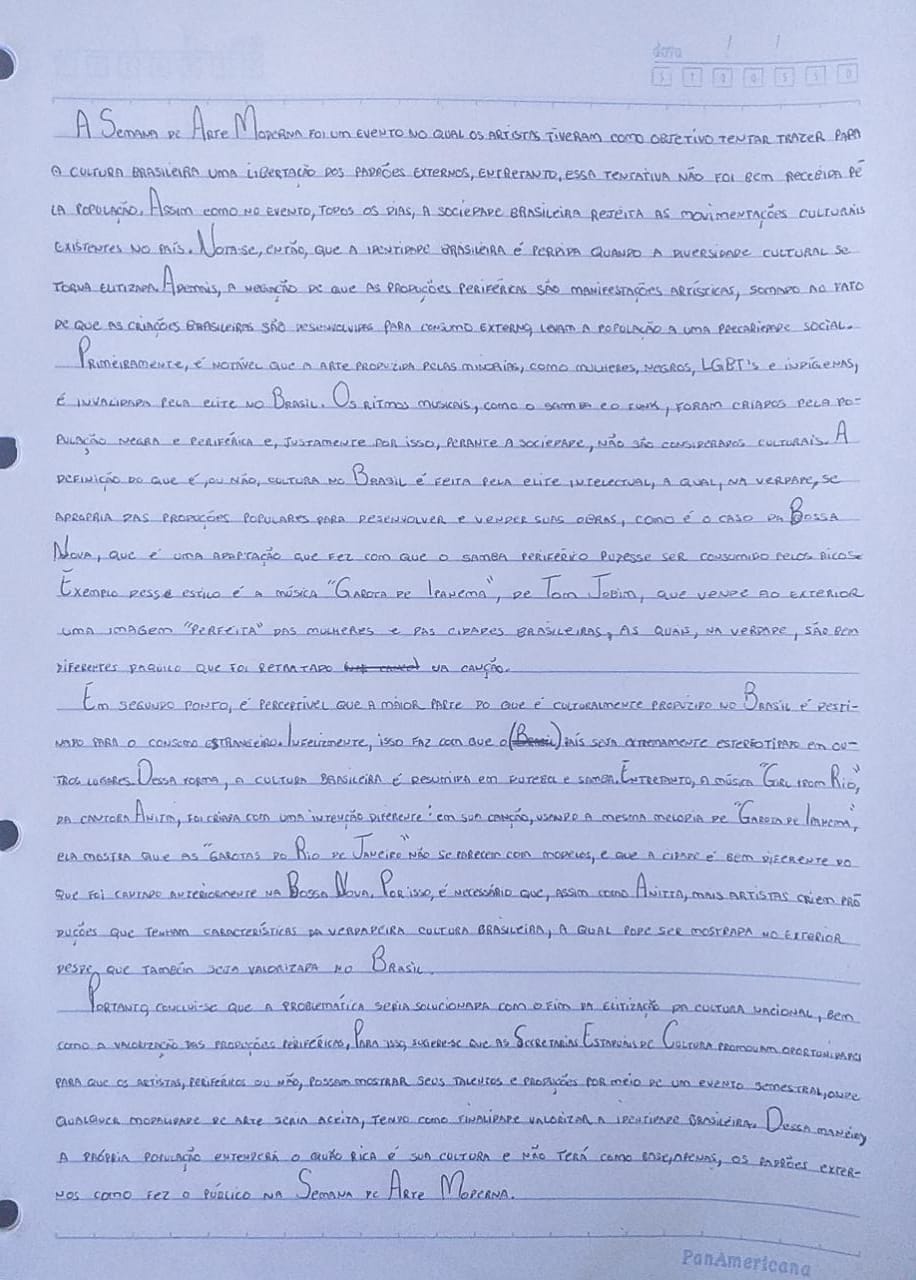 data / /
S T Q Q S S D
A Semana de Arte Moderna foi um evento no qual os artistas tiveram como objetivo tentar trazer para
a cultura brasileira uma libertação dos padrões externos, entretanto, essa tentativa não foi bem recebida pe
la população. Assim como no evento, todos os dias, a sociedade brasileira rejeita as movimentações culturais
existentes no país. Nota-se, então, que a identidade brasileira é perdida quando a diversidade cultural se
torna elitizada. Ademais, a negação de que as produções periféricas são manifestações artísticas, somado ao fato
de que as criações brasileiras são desenvolvidas para consumo externo, levam a população a uma precariedade social.
Primeiramente, é notável que a arte produzida pelas minorias, como mulheres, negros, LGBT's e indígenas,
é invalidada pela elite no Brasil. Os ritmos musicais, como o samba e o funk, foram criados pela po-
pulação negra e periférica e, justamente por isso, perante a sociedade, não são considerados culturais. A
definição do que é, ou não, cultura no Brasil é feita pela elite intelectual, a qual, na verdade, se
apropria das produções populares para desenvolver e vender suas obras, como é o caso da Bossa
Nova, que é uma adaptação que fez com que o samba periférico pudesse ser consumido pelos ricos.
Exemplo desse estilo é a música "Garota de Ipanema", de Tom Jobim, que vende ao exterior
uma imagem "perfeita" das mulheres e das cidades brasileiras, as quais, na verdade, são bem
diferentes daquilo que foi retratado na canção.
Em segundo ponto, é perceptível que a maior parte do que é culturalmente produzido no Brasil é desti-
nado para o consumo estrangeiro. Infelizmente, isso faz com que o país seja extremamente estereotipado em ou-
tros lugares. Dessa forma, a cultura brasileira é resumida em futebol e samba. Entretanto, a música "Girl from Rio",
da cantora Anitta, foi criada com uma intenção diferente: em sua canção, usando a mesma melodia de "Garota de Ipanema",
ela mostra que as "garotas do Rio de Janeiro" não se parecem com modelos, e que a cidade é bem diferente do
que foi cantado anteriormente na Bossa Nova. Por isso, é necessário que, assim como Anitta, mais artistas criem pro
duções que tenham características da verdadeira cultura brasileira, a qual pode ser mostrada no exterior
desde que também seja valorizada no Brasil.
Portanto, conclui-se que a problemática seria solucionada com o fim da elitização da cultura nacional, bem
como a valorização das produções periféricas. Para isso, sugere-se que as Secretarias Estaduais de Cultura promovam oportunidades
para que os artistas, periféricos ou não, possam mostrar seus talentos e produções por meio de um evento semestral, onde
qualquer modalidade de arte seria aceita, tendo como finalidade valorizar a identidade brasileira. Dessa maneira,
a própria população entenderá o quão rica é sua cultura e não terá como base, apenas, os padrões exter-
nos como fez o público na Semana de Arte Moderna.
PanAmericana